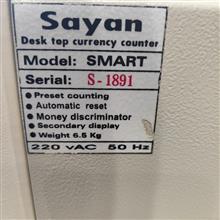 Sayan
Desk top currency counter
Model: SMART
Serial: S-1891
• Preset counting
• Automatic reset
• Money discriminator
• Secondary display
• Weight 6.5 Kg
220 VAC 50 Hz